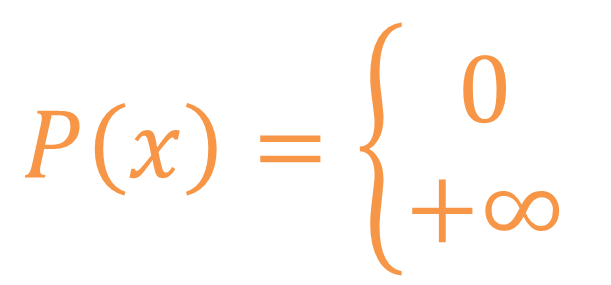 P(x) = {
0
+∞